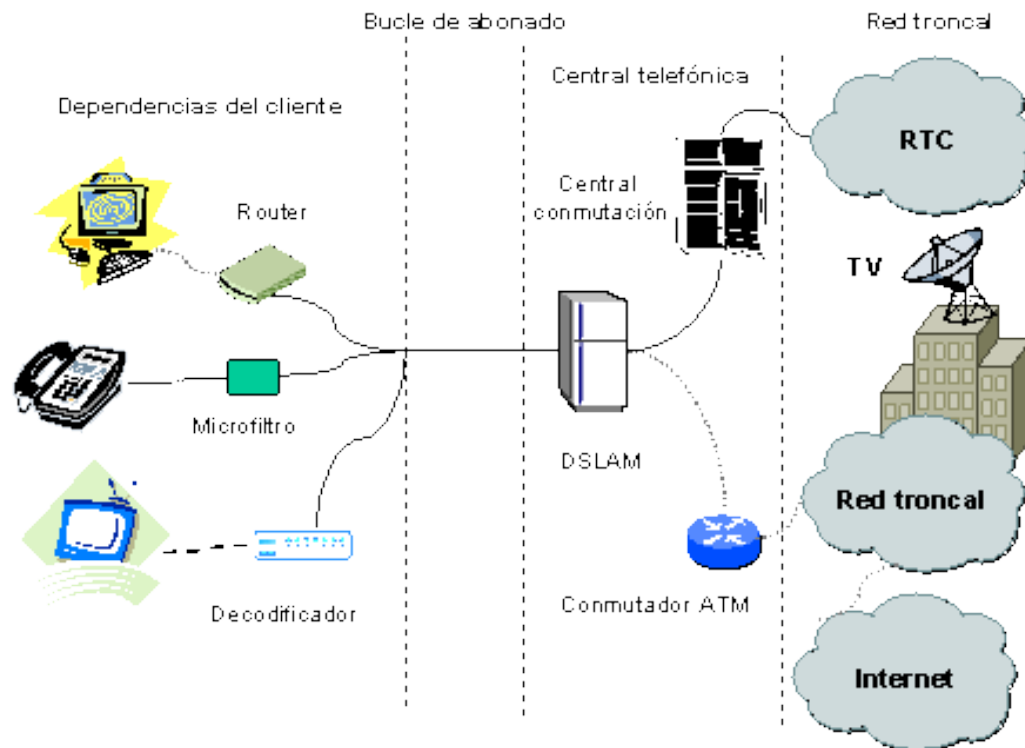 Bucle de abonado
Red troncal
Dependencias del cliente
Central telefónica
Router
Central
conmutación
RTC
TV
Microfiltro
DSLAM
Red troncal
Decodificador
Conmutador ATM
Internet